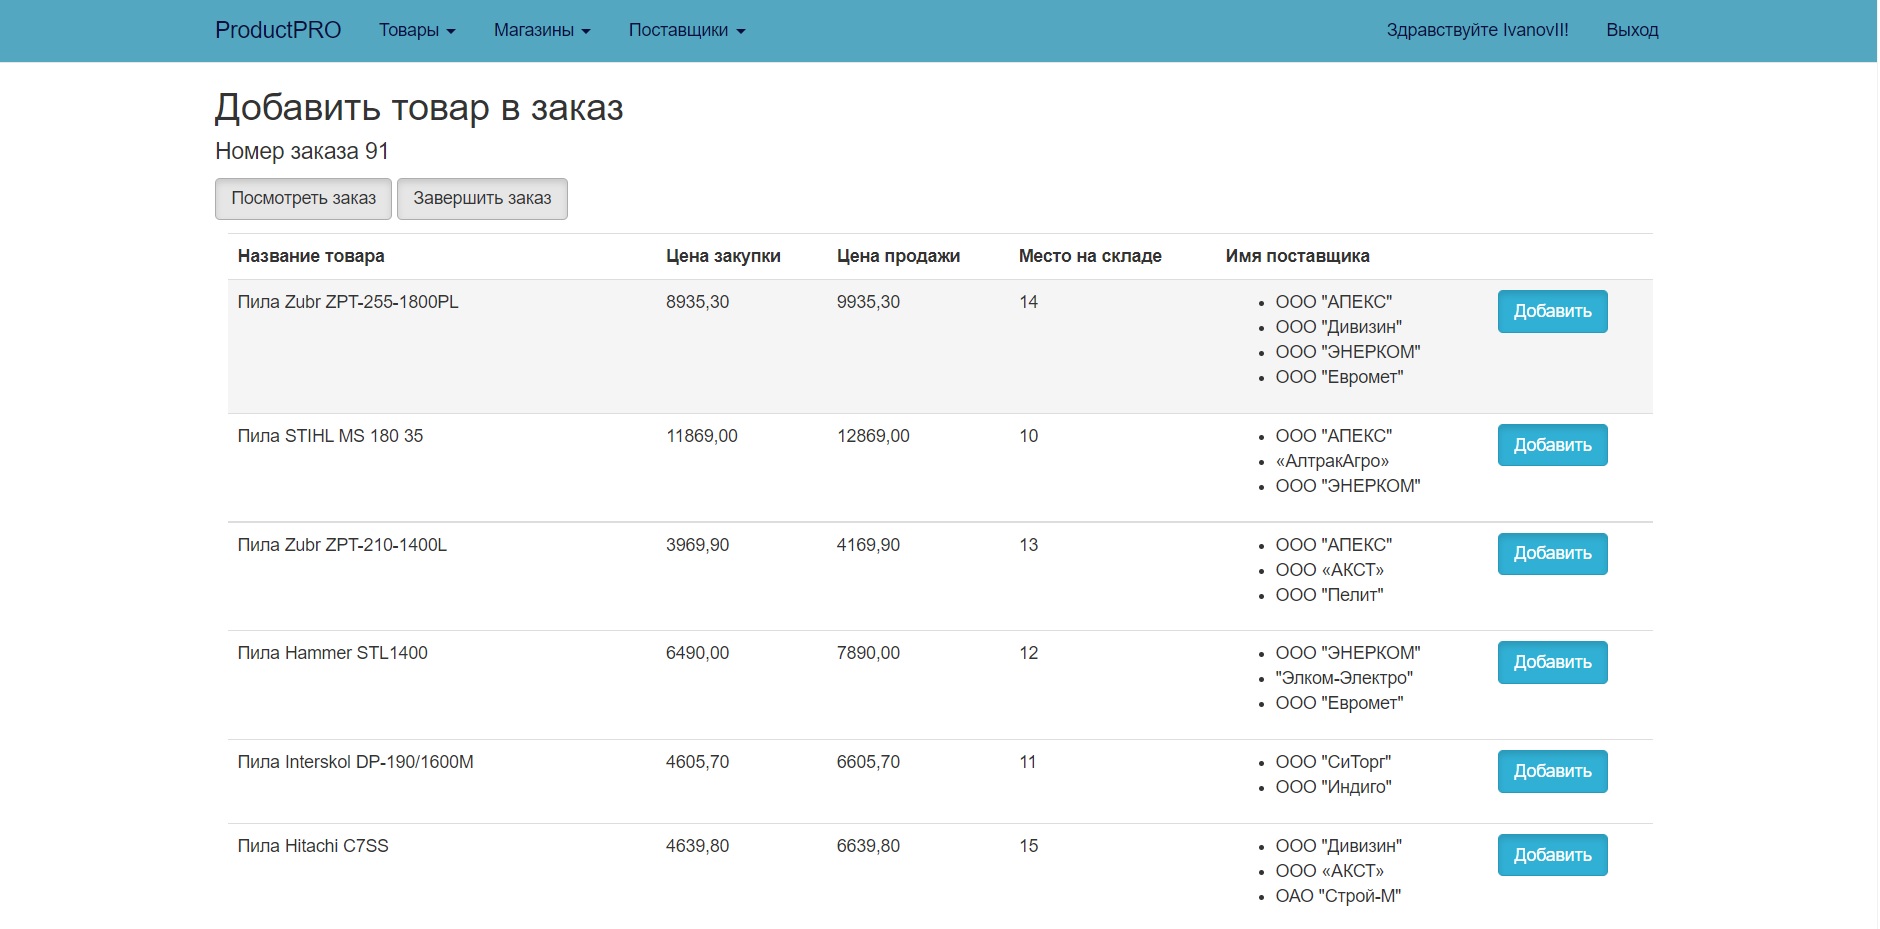 ProductPRO Товары Магазины Поставщики Здравствуйте IvanovII! Выход
Добавить товар в заказ
Номер заказа 91
Посмотреть заказ Завершить заказ
Название товара Цена закупки Цена продажи Место на складе Имя поставщика
Пила Zubr ZPT-255-1800PL 8935,30 9935,30 14 • ООО "АПЕКС" Добавить
• ООО "Дивизин"
• ООО "ЭНЕРКОМ"
• ООО "Евромет"
Пила STIHL MS 180 35 11869,00 12869,00 10 • ООО "АПЕКС" Добавить
• «АлтракАгро»
• ООО "ЭНЕРКОМ"
Пила Zubr ZPT-210-1400L 3969,90 4169,90 13 • ООО "АПЕКС" Добавить
• ООО «АКСТ»
• ООО "Пелит"
Пила Hammer STL1400 6490,00 7890,00 12 • ООО "ЭНЕРКОМ" Добавить
• "Элком-Электро"
• ООО "Евромет"
Пила Interskol DP-190/1600M 4605,70 6605,70 11 • ООО "СиТорг" Добавить
• ООО "Индиго"
Пила Hitachi C7SS 4639,80 6639,80 15 • ООО "Дивизин" Добавить
• ООО «АКСТ»
• ОАО "Строй-М"